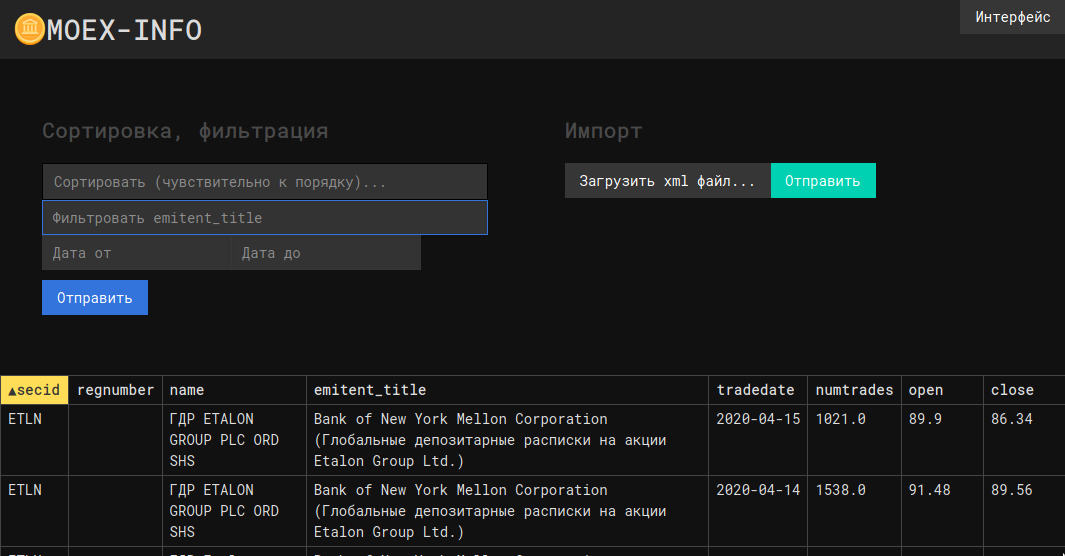 MOEX-INFO
Интерфейс
Сортировка, фильтрация
Сортировать (чувствительно к порядку)...
Фильтровать emitent_title
Дата от
Дата до
Отправить
Импорт
Загрузить xml файл...
Отправить
▲secid regnumber name emitent_title tradedate numtrades open close
ETLN ГДР ETALON Bank of New York Mellon Corporation 2020-04-15 1021.0 89.9 86.34
GROUP PLC ORD (Глобальные депозитарные расписки на акции
SHS Etalon Group Ltd.)
ETLN ГДР ETALON Bank of New York Mellon Corporation 2020-04-14 1538.0 91.48 89.56
GROUP PLC ORD (Глобальные депозитарные расписки на акции
SHS Etalon Group Ltd.)